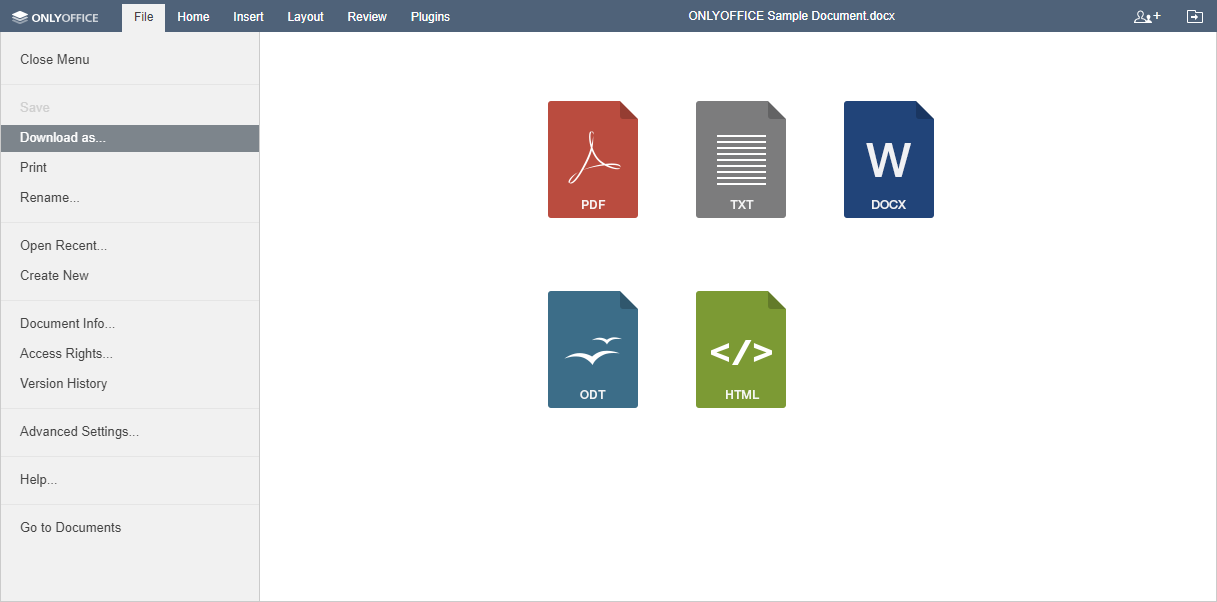 ONLYOFFICE File Home Insert Layout Review Plugins ONLYOFFICE Sample Document.docx
Close Menu
Save
Download as...
Print
Rename...
Open Recent...
Create New
Document Info...
Access Rights...
Version History
Advanced Settings...
Help...
Go to Documents
PDF TXT W DOCX
ODT </> HTML